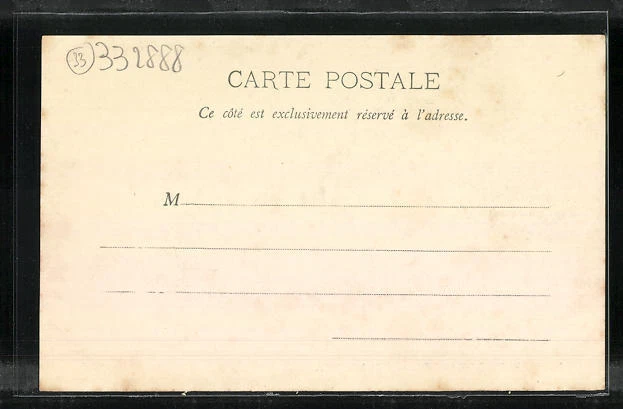 33 332888
CARTE POSTALE
Ce côté est exclusivement réservé à l'adresse.
M